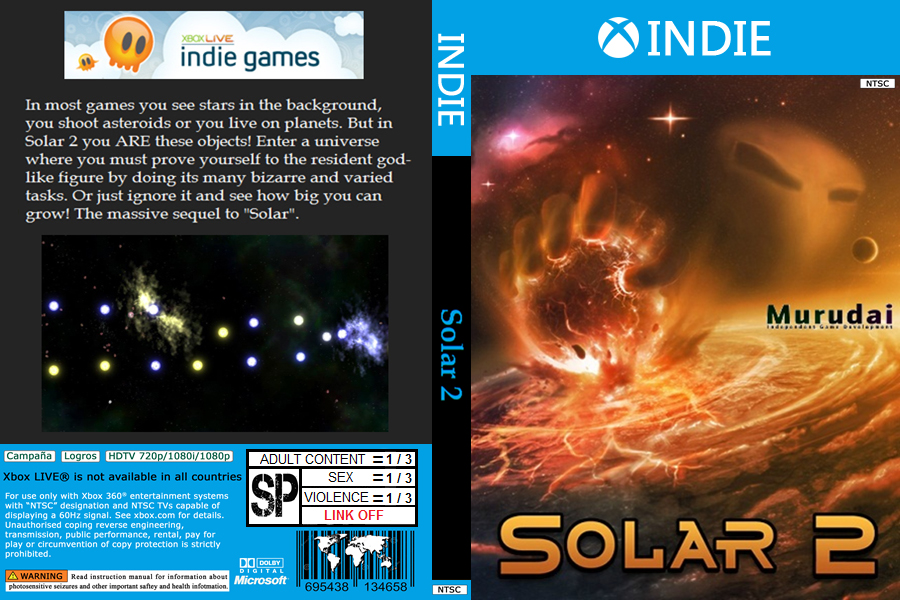 XBOX LIVE
indie games
In most games you see stars in the background,
you shoot asteroids or you live on planets. But in
Solar 2 you ARE these objects! Enter a universe
where you must prove yourself to the resident god-
like figure by doing its many bizarre and varied
tasks. Or just ignore it and see how big you can
grow! The massive sequel to "Solar".
Campaña Logros HDTV 720p/1080i/1080p
Xbox LIVE® is not available in all countries
For use only with Xbox 360® entertainment systems
with "NTSC" designation and NTSC TVs capable of
displaying a 60Hz signal. See xbox.com for details.
Unauthorised coping reverse engineering,
transmission, public performance, rental, pay for
play or circumvention of copy protection is strictly
prohibited.
WARNING Read instruction manual for information about
photosensitive seizures and other important saftey and health infotmation.
ADULT CONTENT = 1 / 3
SP
SEX = 1 / 3
VIOLENCE = 1 / 3
LINK OFF
DOLBY
DIGITAL
Microsoft
695438 134658
INDIE
Solar 2
NTSC
INDIE
NTSC
Murudai
Independent Game Development
SOLAR 2